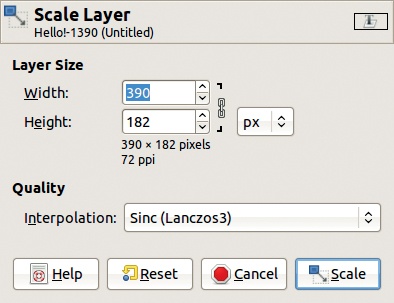 Scale Layer
Hello!-1390 (Untitled)
Layer Size
Width: 390
Height: 182 px
390 × 182 pixels
72 ppi
Quality
Interpolation: Sinc (Lanczos3)
Help Reset Cancel Scale